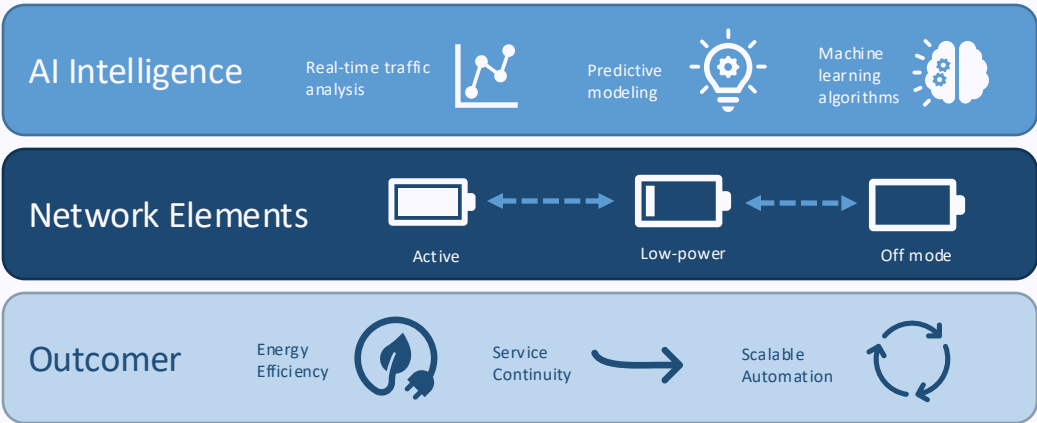 AI Intelligence
Real-time traffic
analysis
Predictive
modeling
Machine
learning
algorithms
Network Elements
Active
Low-power
Off mode
Outcomer
Energy
Efficiency
Service
Continuity
Scalable
Automation